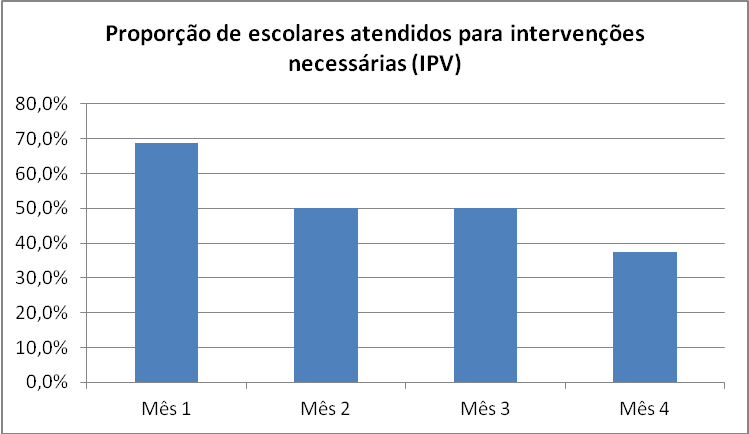 Proporção de escolares atendidos para intervenções
necessárias (IPV)
80,0%
70,0%
60,0%
50,0%
40,0%
30,0%
20,0%
10,0%
0,0%
Mês 1
Mês 2
Mês 3
Mês 4